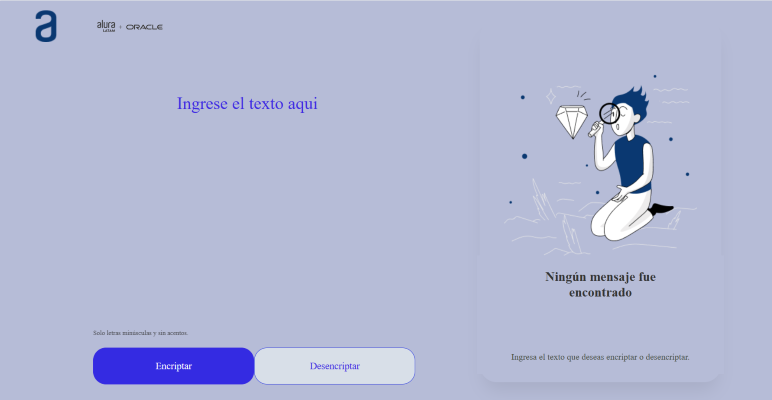 a
alura
LATAM
+ ORACLE
Ingrese el texto aqui
Solo letras minúsculas y sin acentos.
Encriptar
Desencriptar
Ningún mensaje fue
encontrado
Ingresa el texto que deseas encriptar o desencriptar.